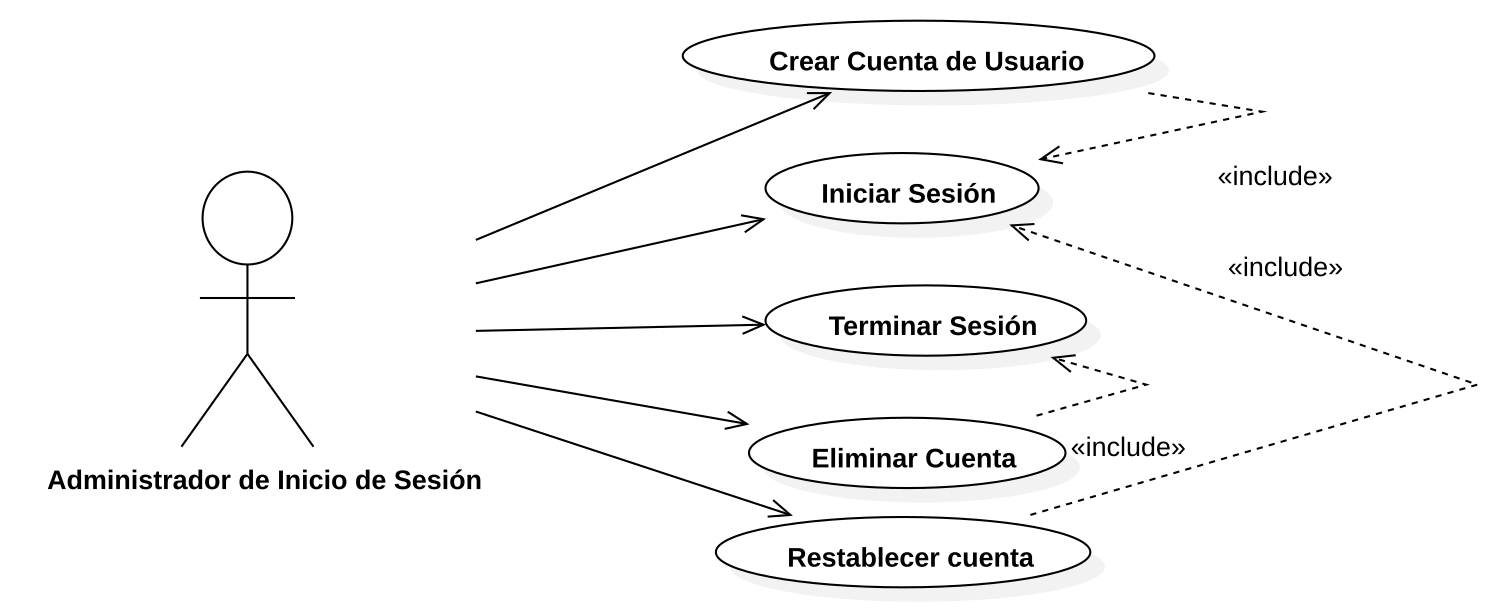 Crear Cuenta de Usuario
Iniciar Sesión
«include»
«include»
Terminar Sesión
Eliminar Cuenta
«include»
Administrador de Inicio de Sesión
Restablecer cuenta